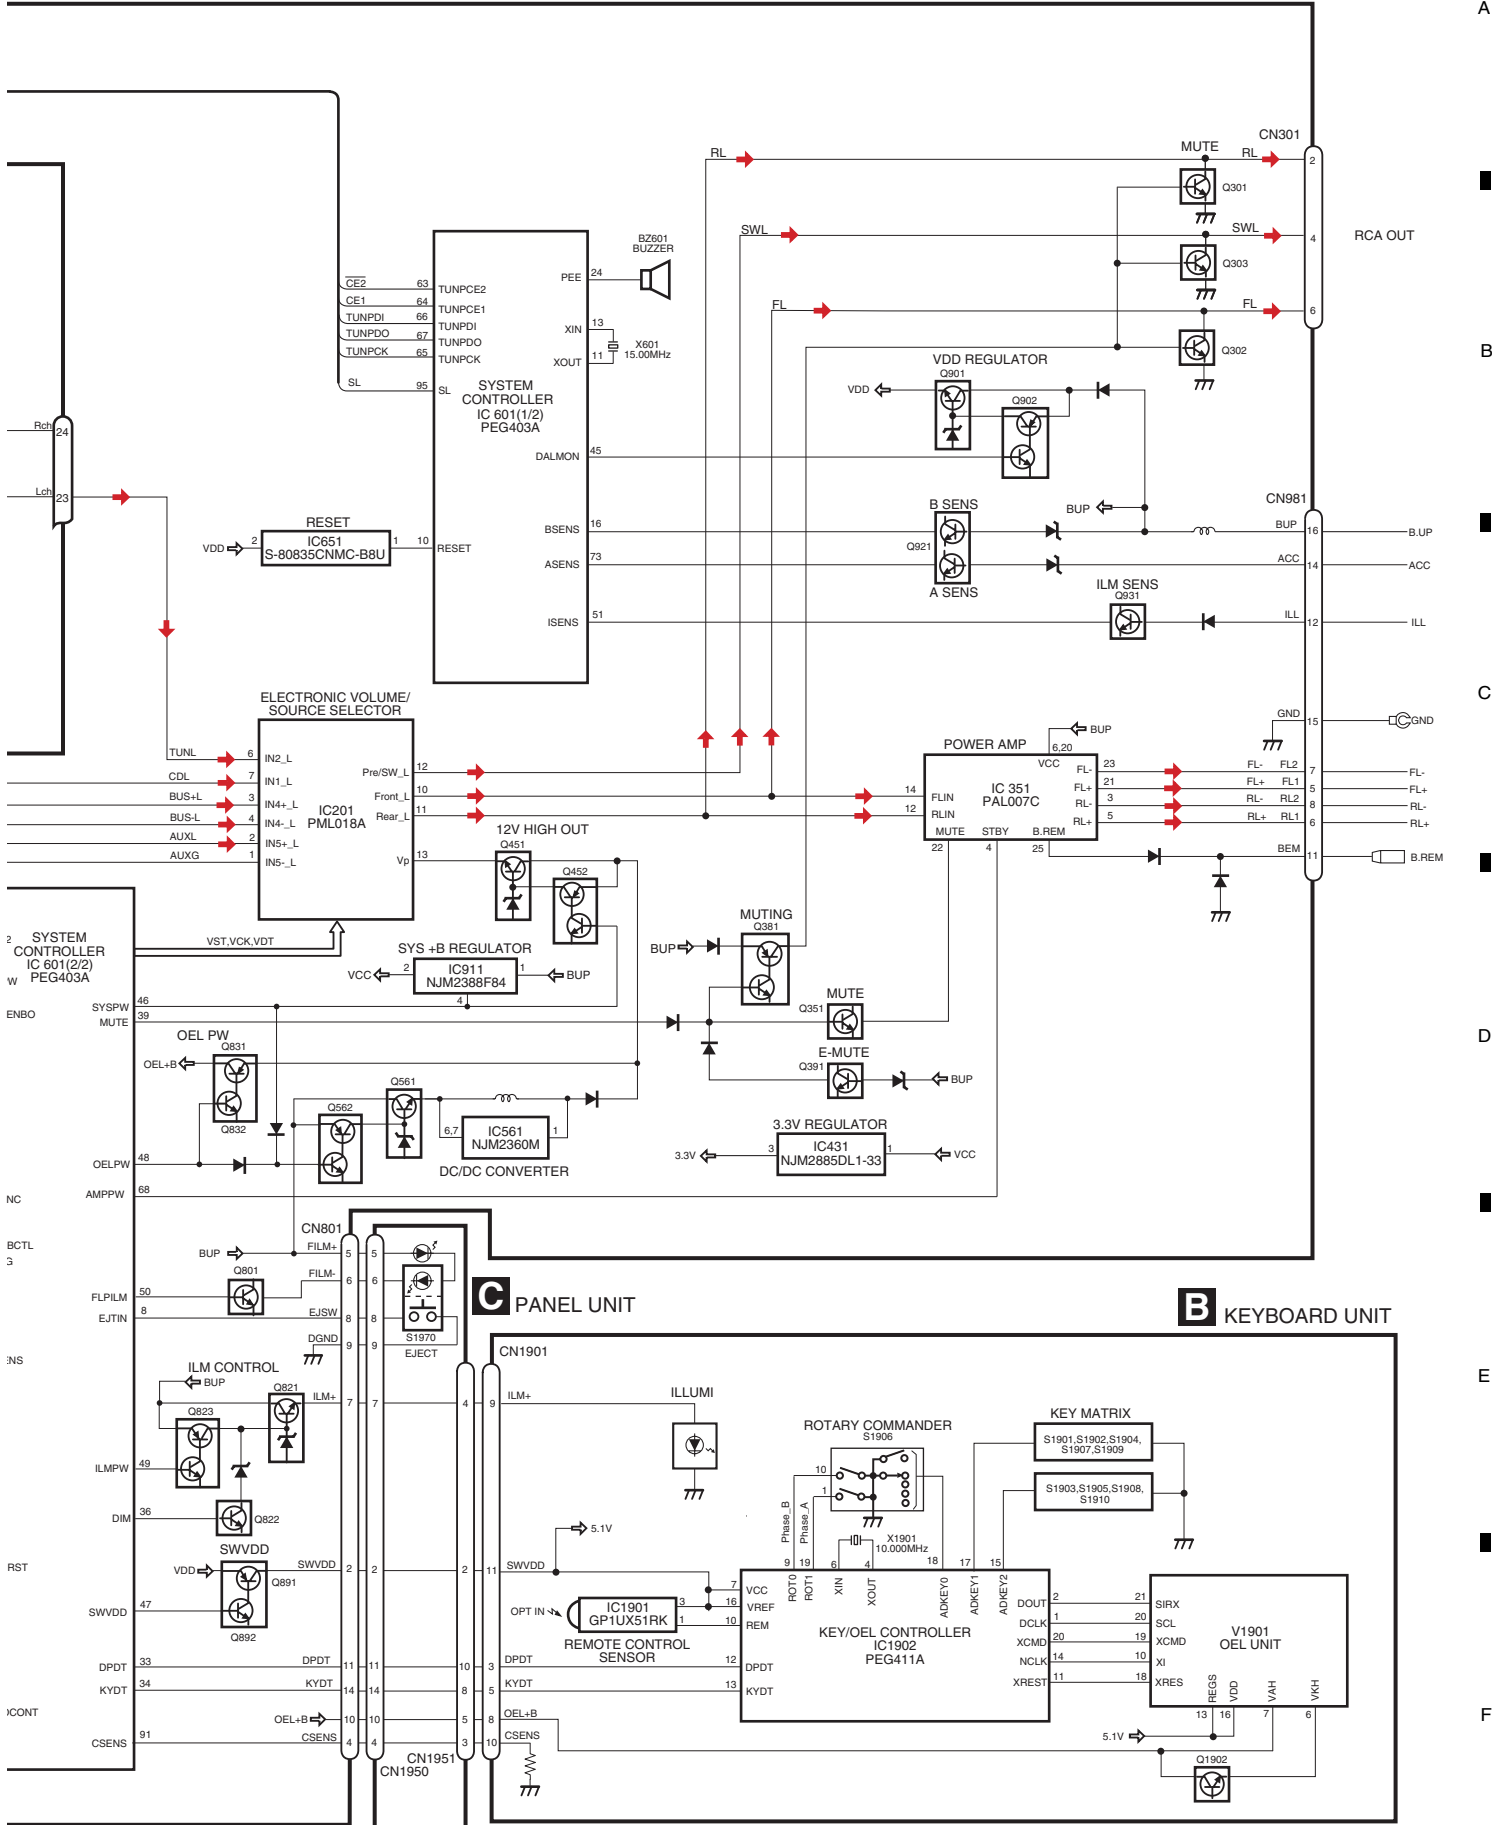 A
CN301
MUTE
RL
RL
2
Q301
SWL
SWL
4
RCA OUT
Q303
BZ601
BUZZER
PEE
24
CE2
63
TUNPCE2
CE1
64
TUNPCE1
TUNPDI
66
TUNPDI
TUNPDO
67
TUNPDO
TUNPCK
65
TUNPCK
SL
95
SL
XIN
13
X601
15.00MHz
XOUT
11
FL
FL
6
Q302
B
VDD REGULATOR
Q901
VDD
Q902
SYSTEM
CONTROLLER
IC 601(1/2)
PEG403A
Rch
24
Lch
23
DALMON
45
CN981
B SENS
BUP
BUP
16
B.UP
BSENS
16
Q921
RESET
IC651
S-80835CNMC-B8U
VDD
2
1
10
RESET
ASENS
73
ACC
14
ACC
A SENS
ILM SENS
Q931
ISENS
51
ILL
12
ILL
C
ELECTRONIC VOLUME/
SOURCE SELECTOR
GND
15
GND
BUP
POWER AMP
6,20
VCC
TUNL
6
IN2_L
CDL
7
IN1_L
BUS+L
3
IN4+_L
BUS-L
4
IN4-_L
AUXL
2
IN5+_L
AUXG
1
IN5-_L
IC201
PML018A
Pre/SW_L
12
Front_L
10
Rear_L
11
Vp
13
IC 351
PAL007C
14
FLIN
12
RLIN
FL-
23
FL-
FL2
7
FL-
FL+
21
FL+
FL1
5
FL+
RL-
3
RL-
RL2
8
RL-
RL+
5
RL+
RL1
6
RL+
MUTE
STBY
B.REM
22
4
25
BEM
11
B.REM
12V HIGH OUT
Q451
Q452
2
SYSTEM
CONTROLLER
IC 601(2/2)
PEG403A
W
VST,VCK,VDT
SYS +B REGULATOR
VCC
2
IC911
NJM2388F84
1
BUP
4
MUTING
Q381
BUP
SYSPW
46
ENBO
MUTE
39
MUTE
Q351
E-MUTE
Q391
BUP
D
OEL PW
Q831
OEL+B
Q832
Q561
Q562
6,7
IC561
NJM2360M
1
DC/DC CONVERTER
3.3V REGULATOR
3.3V
3
IC431
NJM2885DL1-33
1
VCC
OELPW
48
AMPPW
68
NC
CN801
BCTL
BUP
FILM+
5
5
Q801
FILM-
6
6
FLPILM
50
EJTIN
8
EJSW
8
8
DGND
9
9
S1970
EJECT
C PANEL UNIT
B KEYBOARD UNIT
CN1901
ENS
E
ILM CONTROL
BUP
Q821
ILM+
7
7
4
9
ILM+
Q823
ILLUMI
ILMPW
49
DIM
36
Q822
ROTARY COMMANDER
S1906
10
1
Phase_B
Phase_A
KEY MATRIX
S1901,S1902,S1904,
S1907,S1909
S1903,S1905,S1908,
S1910
5.1V
X1901
10.000MHz
SWVDD
VDD
SWVDD
2
2
2
11
SWVDD
Q891
RST
SWVDD
47
Q892
9
19
6
4
18
17
15
ROT0
ROT1
XIN
XOUT
ADKEY0
ADKEY1
ADKEY2
OPT IN
IC1901
GP1UX51RK
3
1
REMOTE CONTROL
SENSOR
7
VCC
16
VREF
10
REM
KEY/OEL CONTROLLER
IC1902
PEG411A
DOUT
2
21
SIRX
DCLK
1
20
SCL
XCMD
20
19
XCMD
NCLK
14
10
XI
XREST
11
18
XRES
V1901
OEL UNIT
DPDT
33
DPDT
11
11
10
3
DPDT
12
DPDT
KYDT
34
KYDT
14
14
8
5
KYDT
13
KYDT
REGS
VDD
VAH
VKH
13
16
7
6
OCONT
OEL+B
10
10
5
8
OEL+B
F
CSENS
91
CSENS
4
4
3
10
CSENS
5.1V
CN1951
CN1950
Q1902